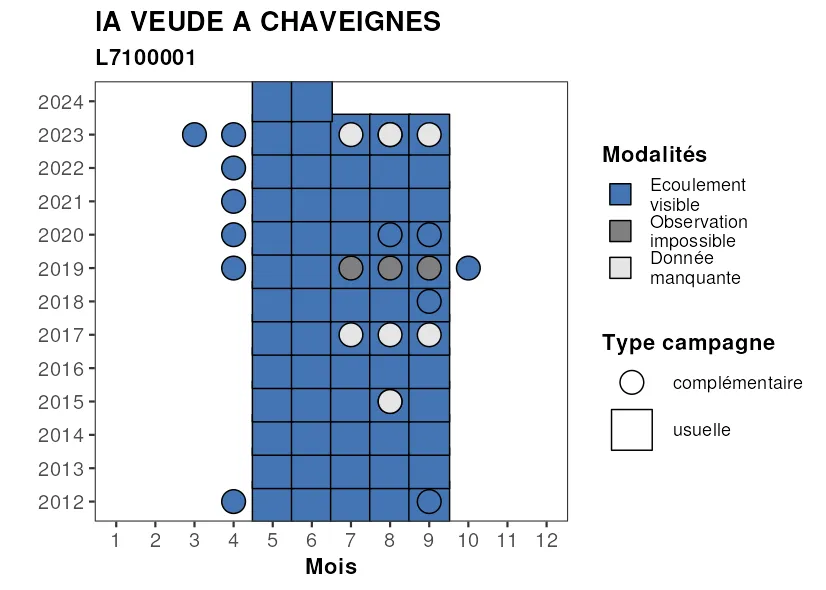 lA VEUDE A CHAVEIGNES
L7100001
2024
2023
2022
2021
2020
2019
2018
2017
2016
2015
2014
2013
2012
1 2 3 4 5 6 7 8 9 10 11 12
Mois
Modalités
Ecoulement
visible
Observation
impossible
Donnée
manquante
Type campagne
complémentaire
usuelle